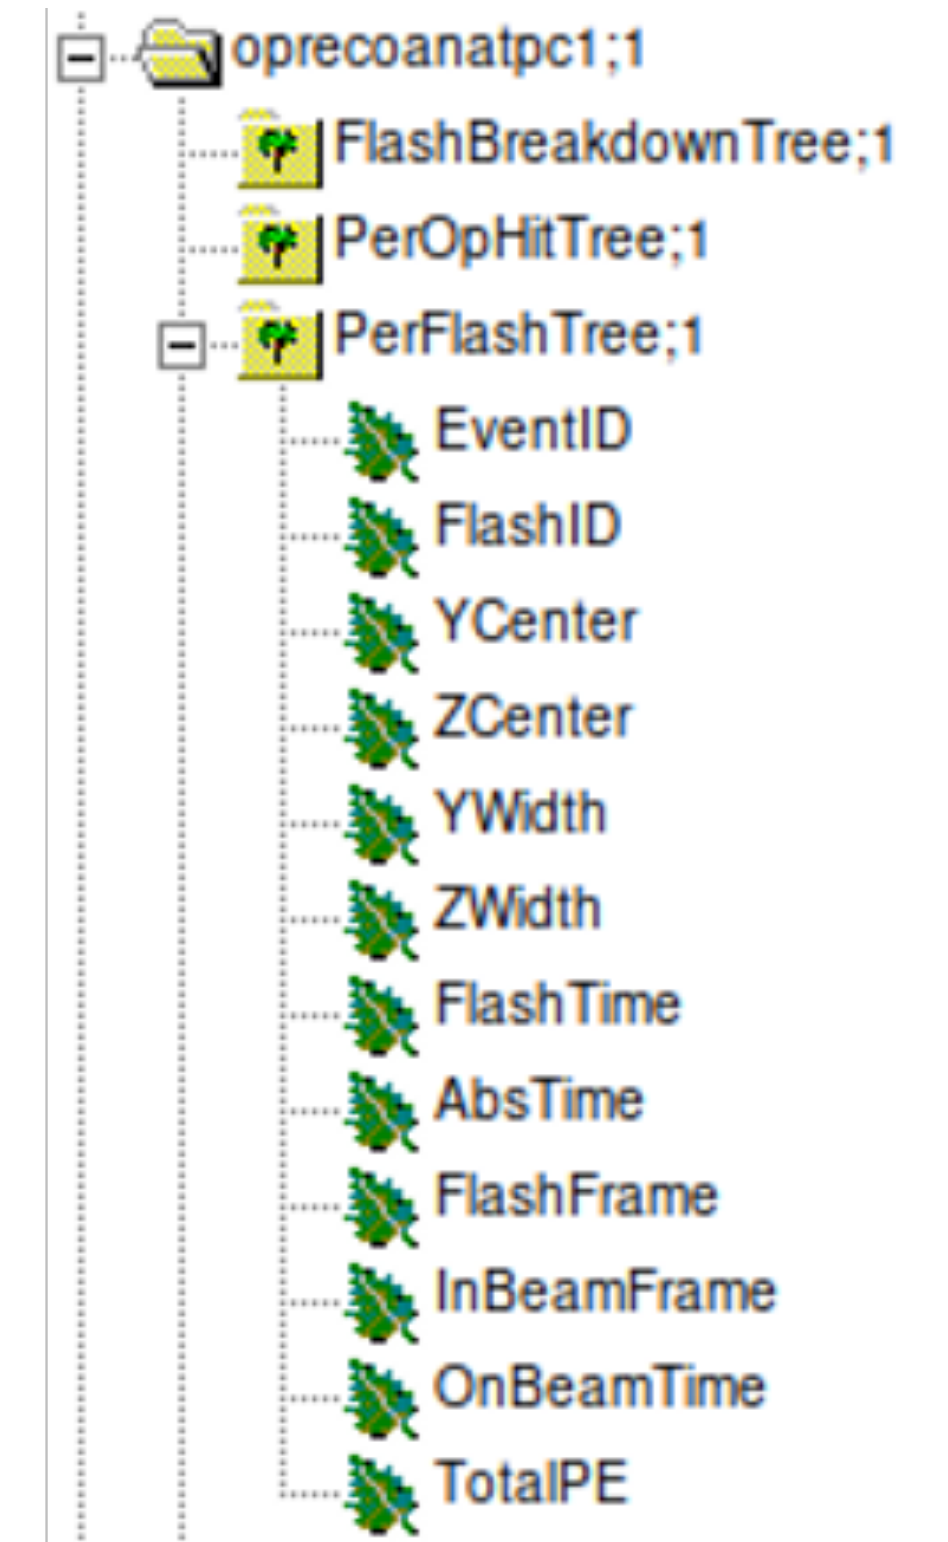 oprecoanatpc1;1
FlashBreakdownTree;1
PerOpHitTree;1
PerFlashTree;1
EventID
FlashID
YCenter
ZCenter
YWidth
ZWidth
FlashTime
AbsTime
FlashFrame
InBeamFrame
OnBeamTime
TotalPE